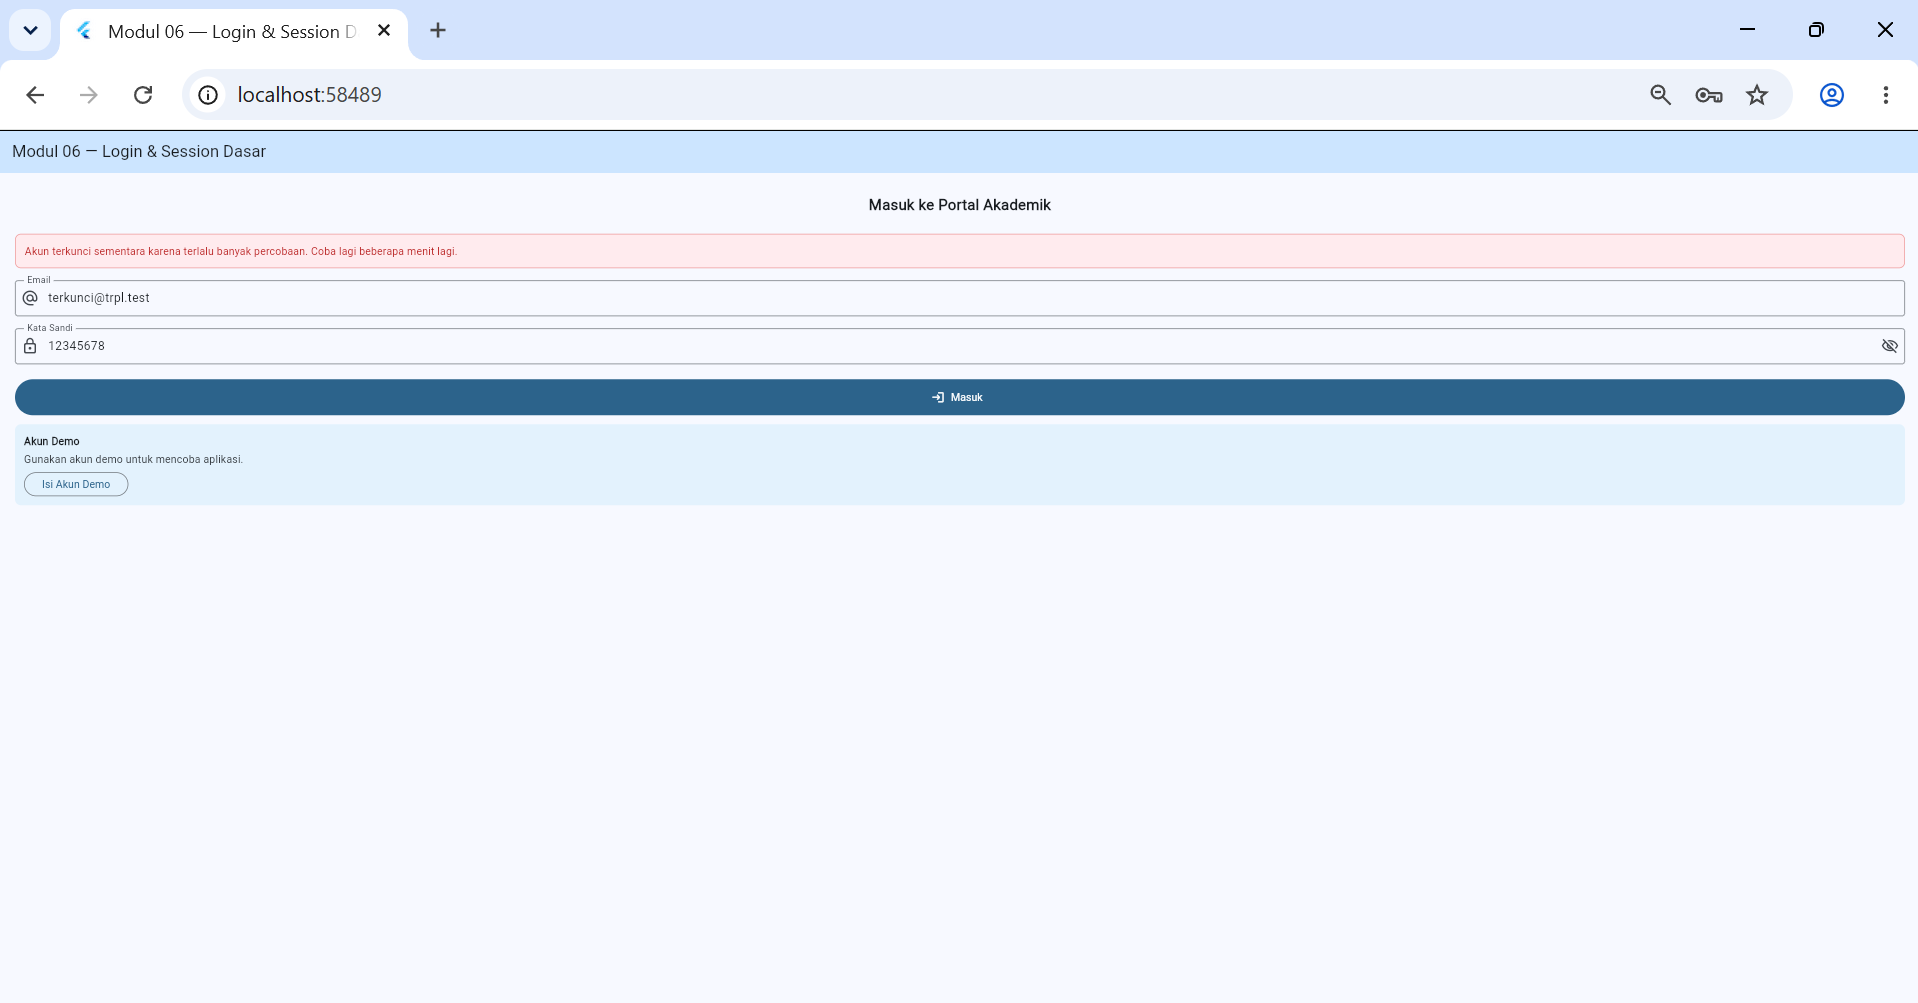 Modul 06 — Login & Session D
localhost:58489
Modul 06 — Login & Session Dasar
Masuk ke Portal Akademik
Akun terkunci sementara karena terlalu banyak percobaan. Coba lagi beberapa menit lagi.
Email
terkunci@trpl.test
Kata Sandi
12345678
Masuk
Akun Demo
Gunakan akun demo untuk mencoba aplikasi.
Isi Akun Demo